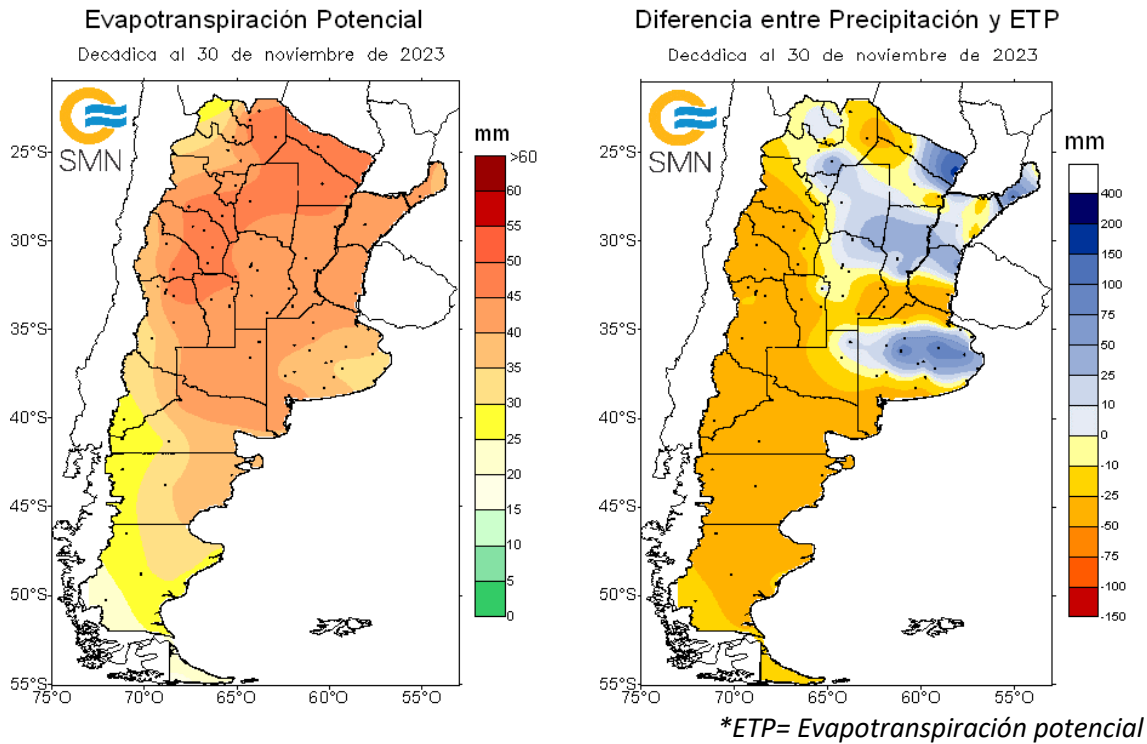 Evapotranspiración Potencial
Decádica al 30 de noviembre de 2023
SMN
25°S
30°S
35°S
40°S
45°S
50°S
55°S
75°O
70°O
65°O
60°O
55°O
mm
>60
60
55
50
45
40
35
30
25
20
15
10
5
0
Diferencia entre Precipitación y ETP
Decádica al 30 de noviembre de 2023
SMN
25°S
30°S
35°S
40°S
45°S
50°S
55°S
75°O
70°O
65°O
60°O
55°O
mm
400
200
150
100
75
50
25
10
0
-10
-25
-50
-75
-100
-150
*ETP= Evapotranspiración potencial